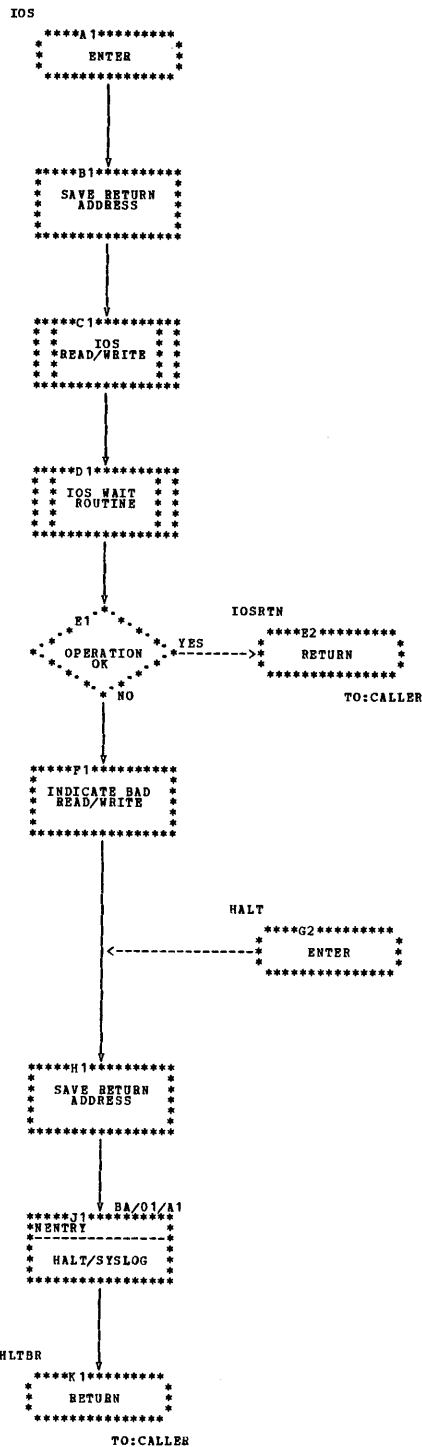 IOS
A1
ENTER
B1
SAVE RETURN
ADDRESS
C1
IOS
READ/WRITE
D1
IOS WAIT
ROUTINE
E1
OPERATION
OK
YES
NO
IOSRTN
E2
RETURN
TO:CALLER
F1
INDICATE BAD
READ/WRITE
HALT
G2
ENTER
H1
SAVE RETURN
ADDRESS
BA/01/A1
J1
NENTRY
HALT/SYSLOG
HLTBR
K1
RETURN
TO:CALLER